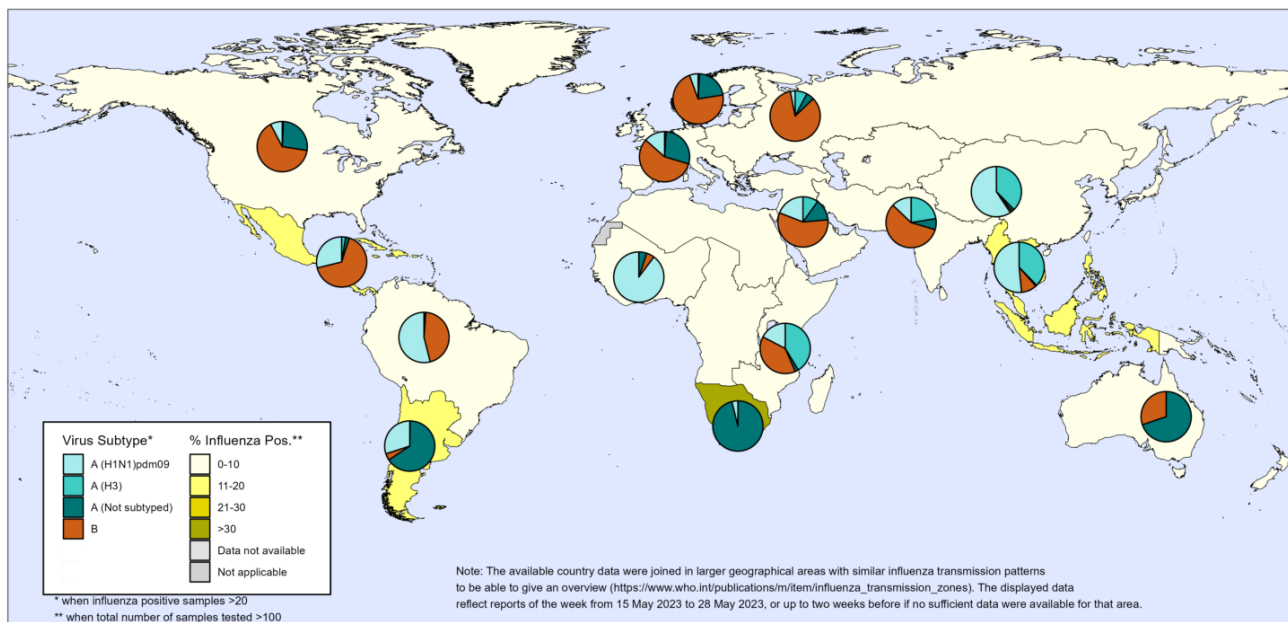 Virus Subtype*
A (H1N1)pdm09
A (H3)
A (Not subtyped)
B
% Influenza Pos.**
0-10
11-20
21-30
>30
Data not available
Not applicable
* when influenza positive samples >20
** when total number of samples tested >100
Note: The available country data were joined in larger geographical areas with similar influenza transmission patterns
to be able to give an overview (https://www.who.int/publications/m/item/influenza_transmission_zones). The displayed data
reflect reports of the week from 15 May 2023 to 28 May 2023, or up to two weeks before if no sufficient data were available for that area.